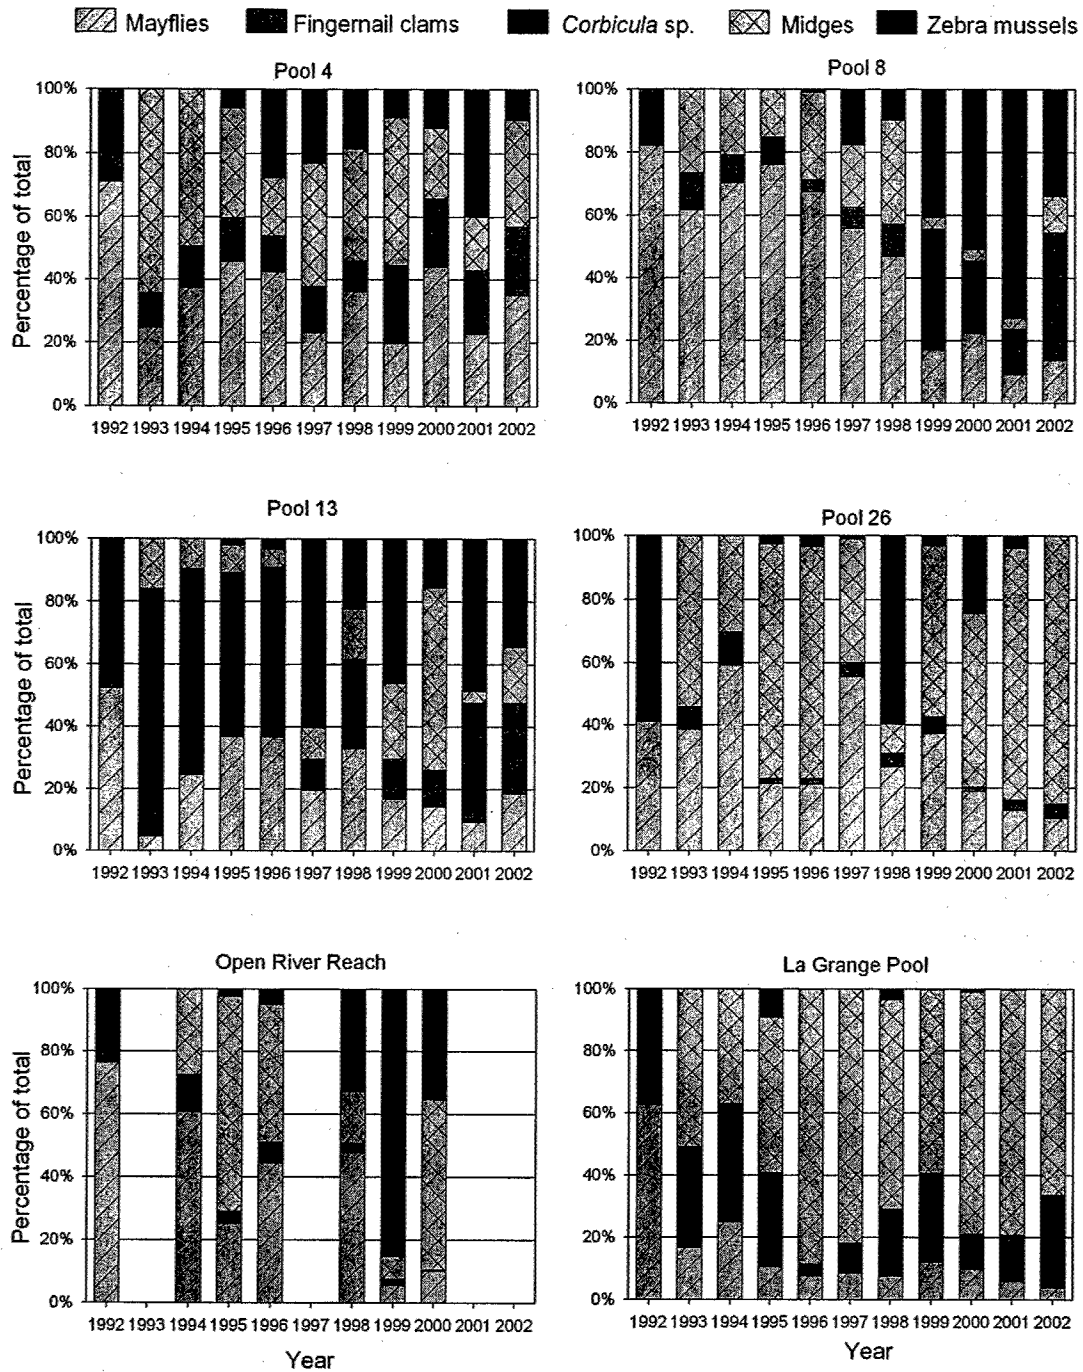 Mayflies Fingernail clams Corbicula sp. Midges Zebra mussels
Pool 4
Percentage of total
100%
80%
60%
40%
20%
0%
1992 1993 1994 1995 1996 1997 1998 1999 2000 2001 2002
Pool 8
100%
80%
60%
40%
20%
0%
1992 1993 1994 1995 1996 1997 1998 1999 2000 2001 2002
Pool 13
Percentage of total
100%
80%
60%
40%
20%
0%
1992 1993 1994 1995 1996 1997 1998 1999 2000 2001 2002
Pool 26
100%
80%
60%
40%
20%
0%
1992 1993 1994 1995 1996 1997 1998 1999 2000 2001 2002
Open River Reach
Percentage of total
100%
80%
60%
40%
20%
0%
1992 1993 1994 1995 1996 1997 1998 1999 2000 2001 2002
Year
La Grange Pool
100%
80%
60%
40%
20%
0%
1992 1993 1994 1995 1996 1997 1998 1999 2000 2001 2002
Year